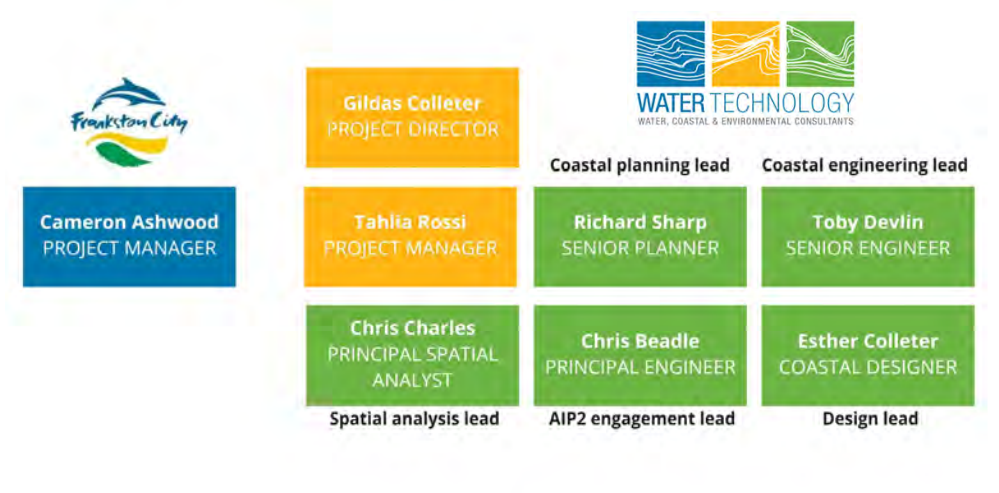 Frankston City
Cameron Ashwood
PROJECT MANAGER
Gildas Colleter
PROJECT DIRECTOR
WATER TECHNOLOGY
WATER, COASTAL & ENVIRONMENTAL CONSULTANTS
Coastal planning lead
Coastal engineering lead
Tahlia Rossi
PROJECT MANAGER
Richard Sharp
SENIOR PLANNER
Toby Devlin
SENIOR ENGINEER
Chris Charles
PRINCIPAL SPATIAL
ANALYST
Spatial analysis lead
Chris Beadle
PRINCIPAL ENGINEER
AIP2 engagement lead
Esther Colleter
COASTAL DESIGNER
Design lead